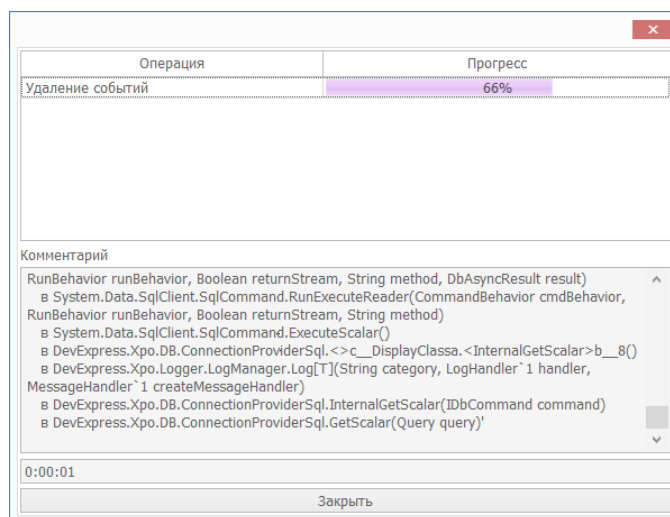 Операция Прогресс
Удаление событий 66%
Комментарий
RunBehavior runBehavior, Boolean returnStream, String method, DbAsyncResult result)
в System.Data.SqlClient.SqlCommand.RunExecuteReader(CommandBehavior cmdBehavior,
RunBehavior runBehavior, Boolean returnStream, String method)
в System.Data.SqlClient.SqlCommand.ExecuteScalar()
в DevExpress.Xpo.DB.ConnectionProviderSql.<>c__DisplayClassa.<InternalGetScalar>b__8()
в DevExpress.Xpo.Logger.LogManager.Log[T](String category, LogHandler`1 handler,
MessageHandler`1 createMessageHandler)
в DevExpress.Xpo.DB.ConnectionProviderSql.InternalGetScalar(IDbCommand command)
в DevExpress.Xpo.DB.ConnectionProviderSql.GetScalar(Query query)'
0:00:01
Закрыть